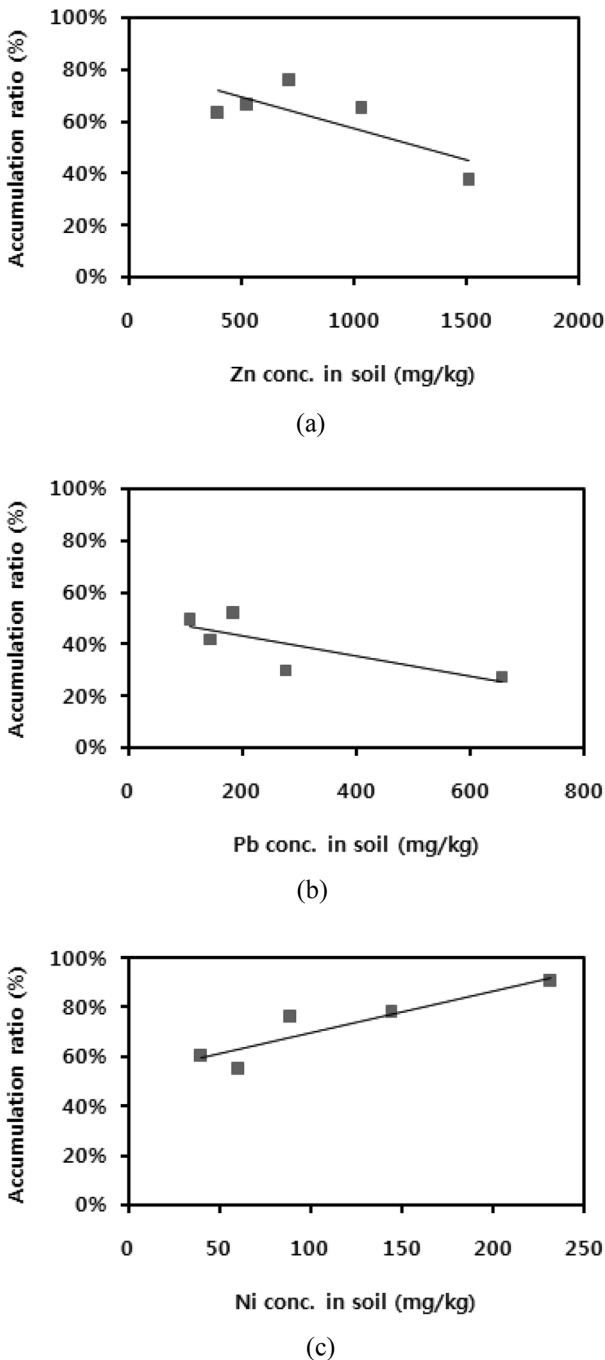 Accumulation ratio (%)
100%
80%
60%
40%
20%
0%
0 500 1000 1500 2000
Zn conc. in soil (mg/kg)
(a)
Accumulation ratio (%)
100%
80%
60%
40%
20%
0%
0 200 400 600 800
Pb conc. in soil (mg/kg)
(b)
Accumulation ratio (%)
100%
80%
60%
40%
20%
0%
0 50 100 150 200 250
Ni conc. in soil (mg/kg)
(c)